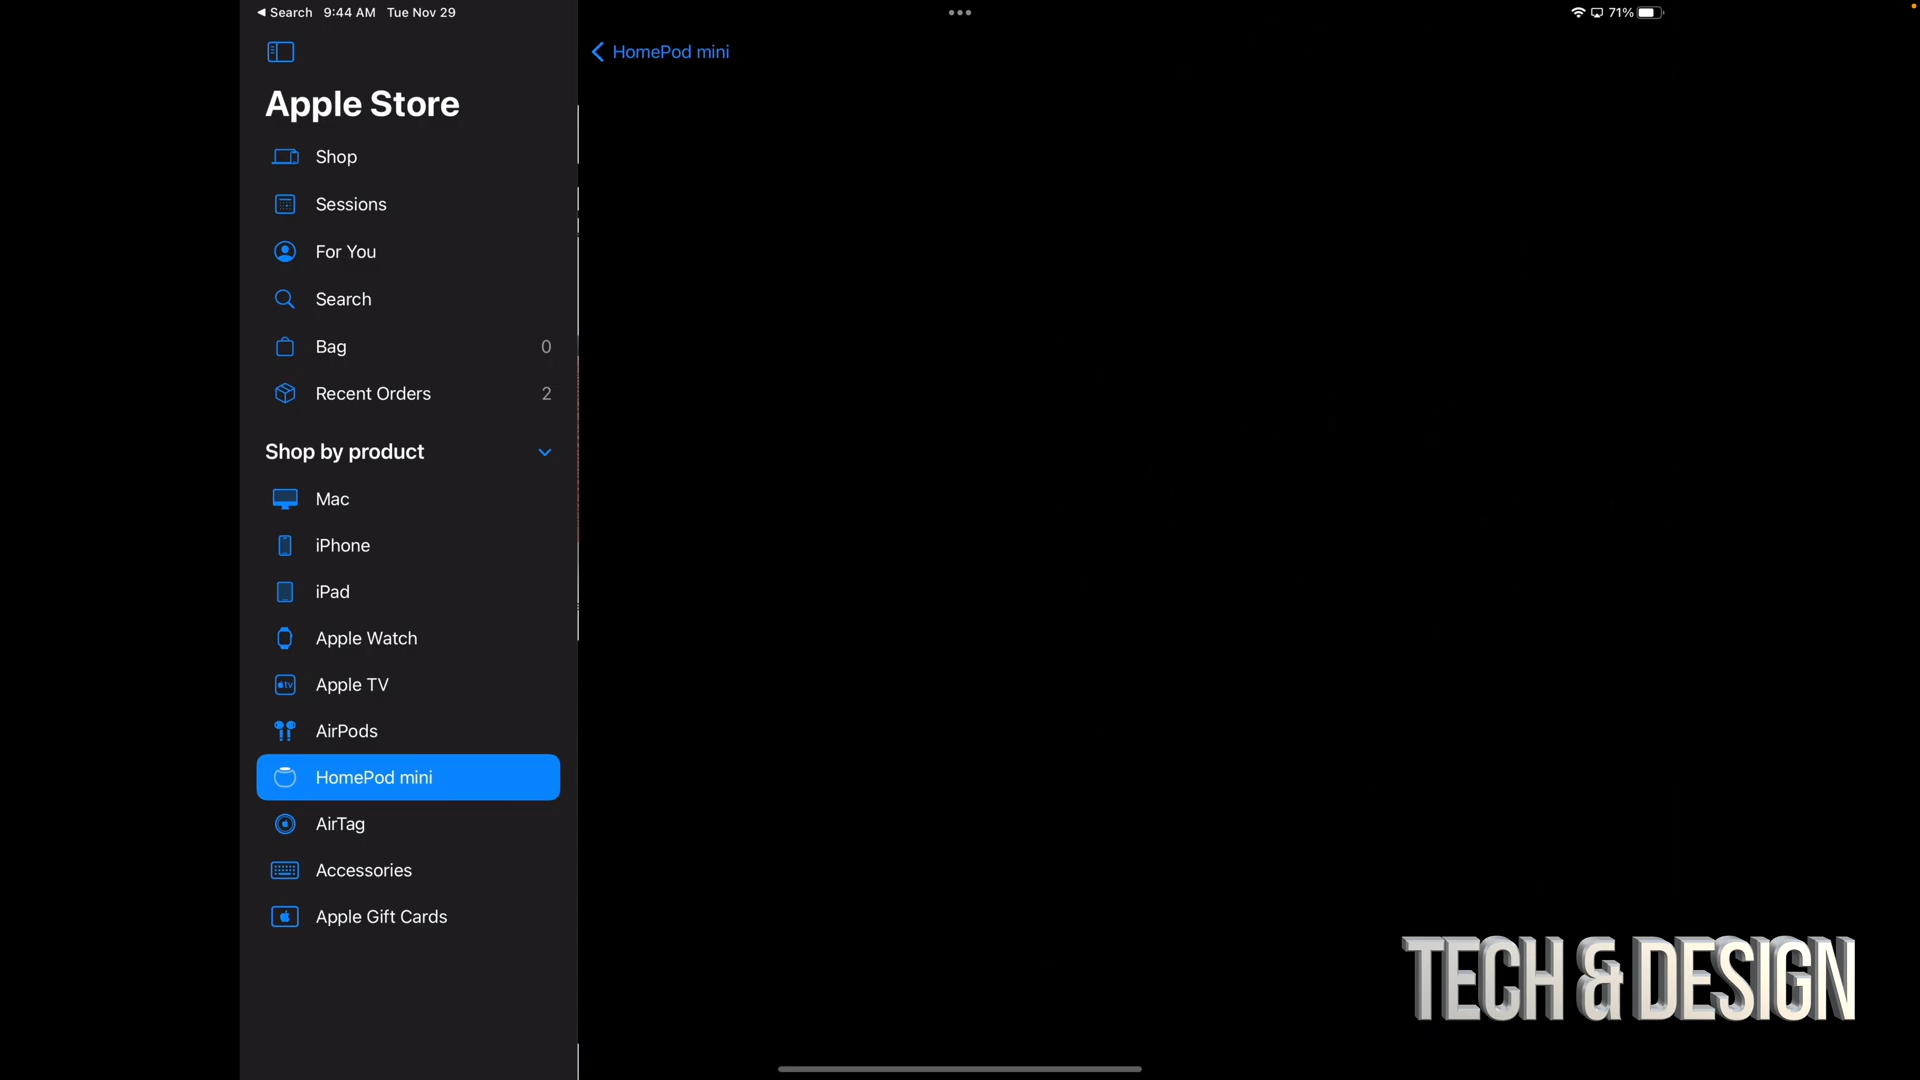 Search 9:44 AM Tue Nov 29
71%
HomePod mini
Apple Store
Shop
Sessions
For You
Search
Bag 0
Recent Orders 2
Shop by product
Mac
iPhone
iPad
Apple Watch
Apple TV
AirPods
HomePod mini
AirTag
Accessories
Apple Gift Cards
TECH & DESIGN